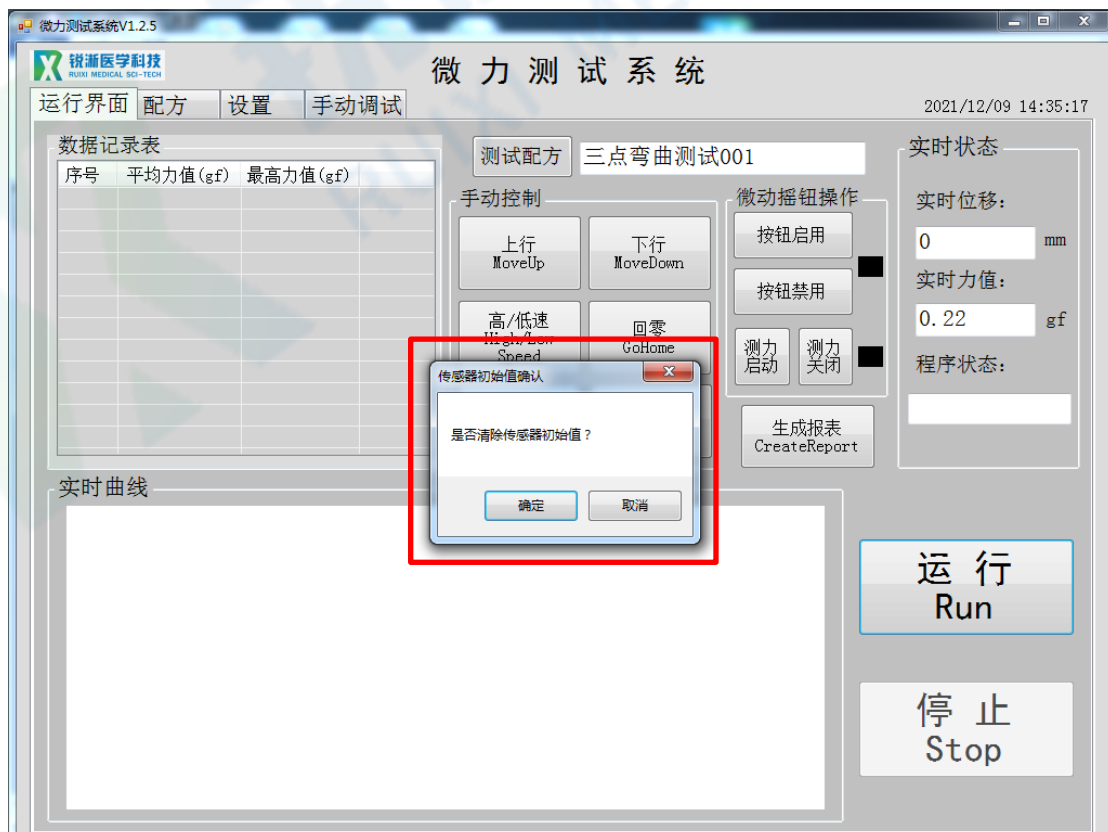 微力测试系统V1.2.5
锐浙医学科技
RUIXI MEDICAL SCI-TECH
微 力 测 试 系 统
运行界面 配方 设置 手动调试
2021/12/09 14:35:17
数据记录表
序号 平均力值(gf) 最高力值(gf)
测试配方 三点弯曲测试001
手动控制
上行
MoveUp
下行
MoveDown
高/低速
High/Low
Speed
回零
GoHome
微动摇钮操作
按钮启用
按钮禁用
测力
启动
测力
关闭
生成报表
CreateReport
实时状态
实时位移:
0 mm
实时力值:
0.22 gf
程序状态:
传感器初始值确认
是否清除传感器初始值？
确定 取消
实时曲线
运 行
Run
停 止
Stop